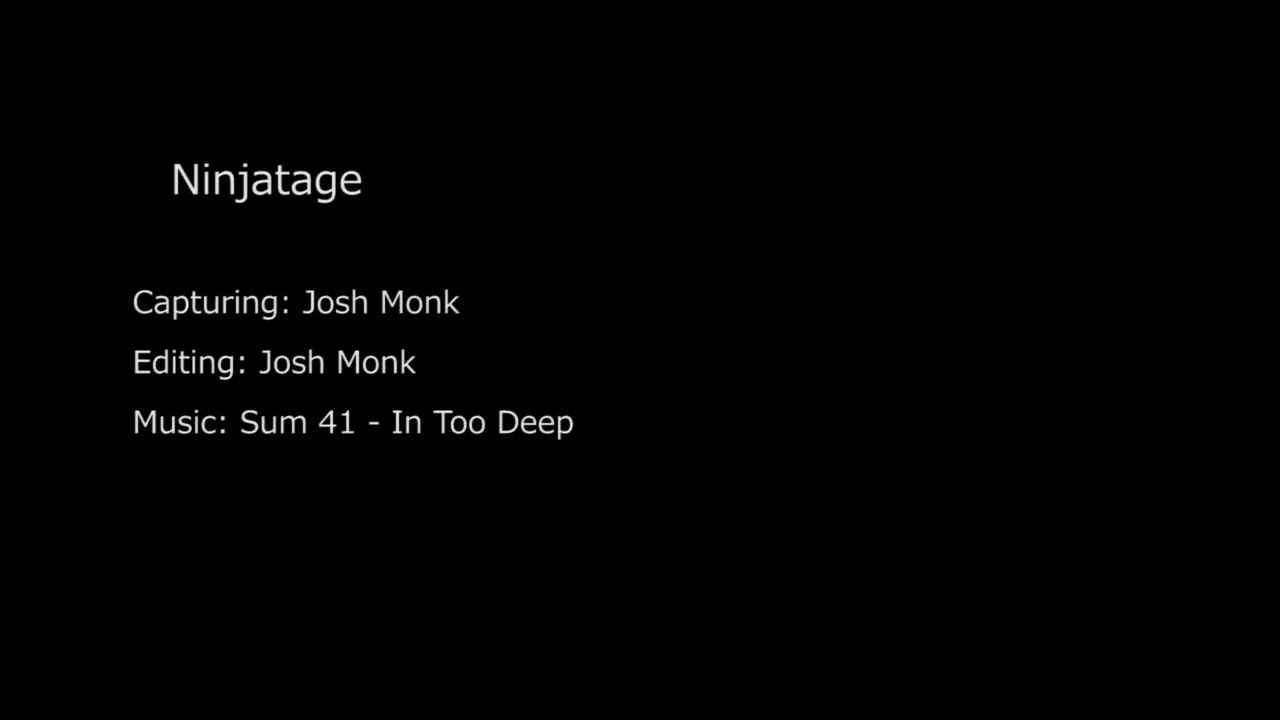 Ninjatage
Capturing: Josh Monk
Editing: Josh Monk
Music: Sum 41 - In Too Deep